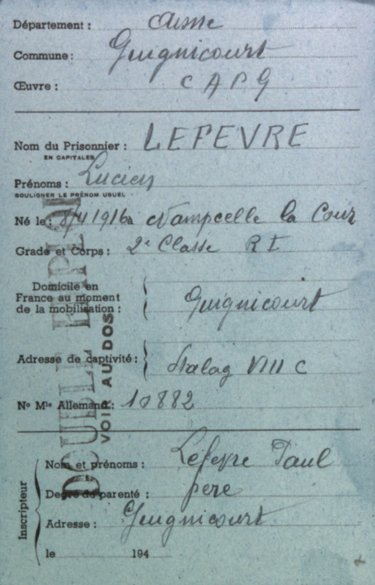 Département : Aisne
Commune : Guignicourt
Œuvre : C A P G
Nom du Prisonnier : LEFEVRE
EN CAPITALES
Prénoms : Lucien
SOULIGNER LE PRÉNOM USUEL
Né le : 8/4 1916 à Nampcelle la Cour
Grade et Corps : 2e Classe R I
Domicile en
France au moment
de la mobilisation : Guignicourt
Adresse de captivité : Stalag VIII C
No Mle Allemand : 10882
Inscripteur
Nom et prénoms : Lefevre Paul
Degré de parenté : père
Adresse : Guignicourt
le 194
DOUBLE
VOIR AU DOS